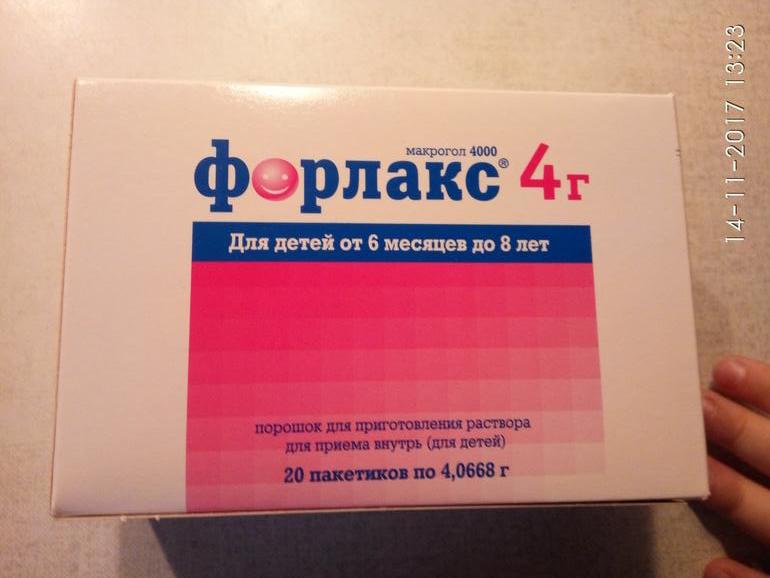 макрогол 4000
форлакс® 4г
Для детей от 6 месяцев до 8 лет
порошок для приготовления раствора
для приема внутрь (для детей)
20 пакетиков по 4,0668 г
14-11-2017 13:23